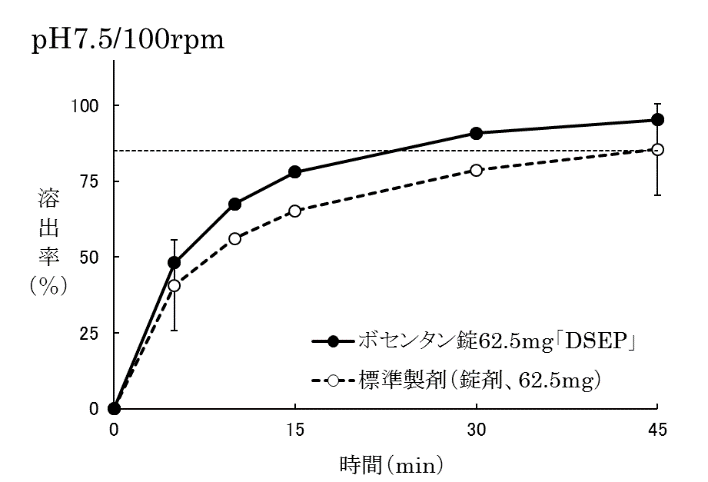 pH7.5/100rpm
100
75
50
25
0
溶出率(%)
0 15 30 45
時間(min)
ボセンタン錠62.5mg「DSEP」
標準製剤(錠剤、62.5mg)